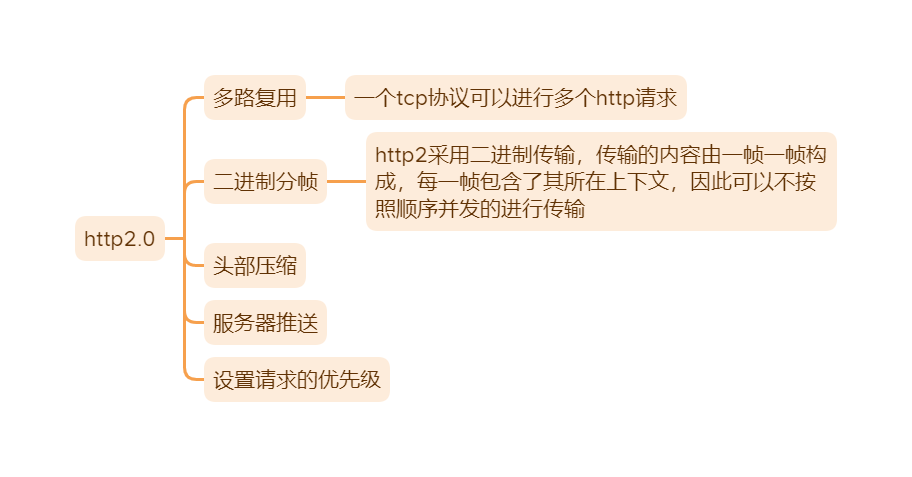 多路复用
一个tcp协议可以进行多个http请求
http2采用二进制传输，传输的内容由一帧一帧构
成，每一帧包含了其所在上下文，因此可以不按
照顺序并发的进行传输
二进制分帧
http2.0
头部压缩
服务器推送
设置请求的优先级